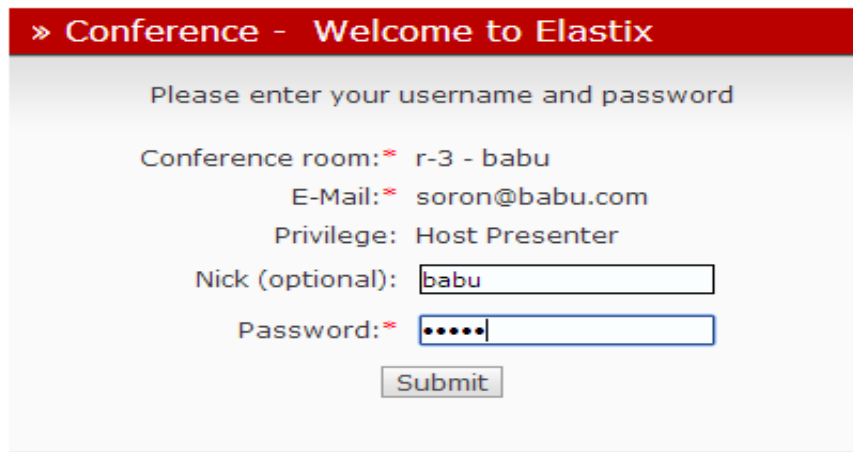 » Conference - Welcome to Elastix
Please enter your username and password
Conference room:* r-3 - babu
E-Mail:* soron@babu.com
Privilege: Host Presenter
Nick (optional): babu
Password:* •••••
Submit